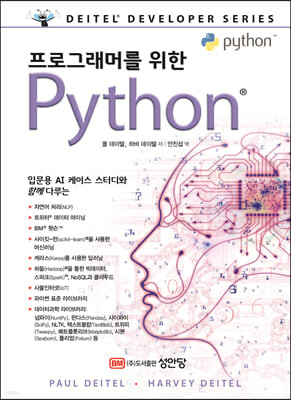 DEITEL® DEVELOPER SERIES
python™
프로그래머를 위한
Python®
폴 데이텔, 하비 데이텔 저 | 안진섭 역
입문용 AI 케이스 스터디와
함께 다루는
자연어 처리(NLP)
트위터® 데이터 마이닝
IBM® 왓슨™
사이킷-런(scikit-learn)®을 사용한
머신러닝
케라스(Keras)를 사용한 딥러닝
하둡(Hadoop)®을 통한 빅데이터,
스파크(Spark)™, NoSQL과 클라우드
사물인터넷(IoT)
파이썬 표준 라이브러리
데이터과학 라이브러리:
넘파이(NumPy), 판다스(Pandas), 사이파이
(SciPy), NLTK, 텍스트블랍(TextBlob), 트위피
(Tweepy), 매트플롯리브(Matplotlib), 시본
(Seaborn), 폴리엄(Folium) 등
BM (주)도서출판 성안당
PAUL DEITEL • HARVEY DEITEL